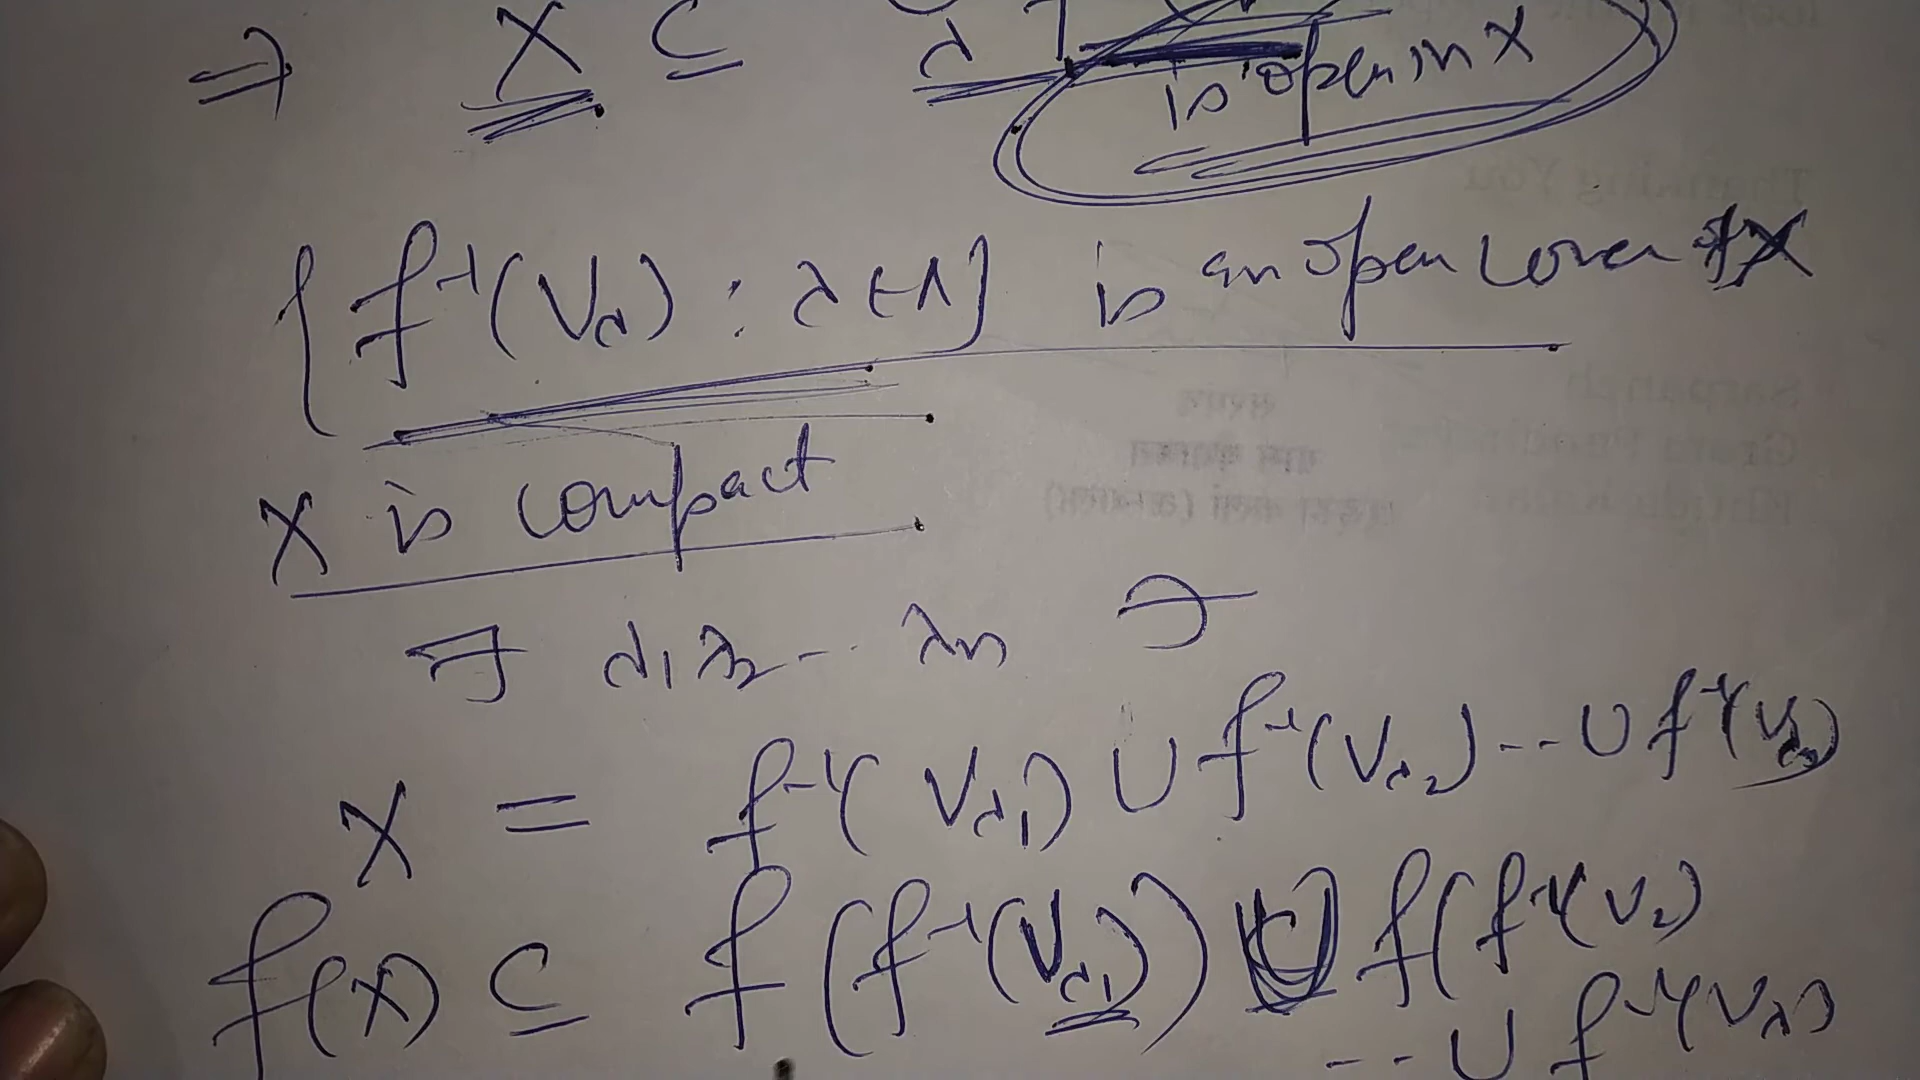 ⇒ X ⊆ λ is open in X
{ f⁻¹(Vλ) : λ ∈ Λ } is an open cover of X
X is compact
∃ λ₁ λ₂ -- λn ∋
X = f⁻¹(Vλ₁) ∪ f⁻¹(Vλ₂) --- ∪ f⁻¹(Vλn)
f(X) ⊆ f(f⁻¹(Vλ₁)) ∪ f(f⁻¹(V₂)
-- ∪ f⁻¹(Vλn)